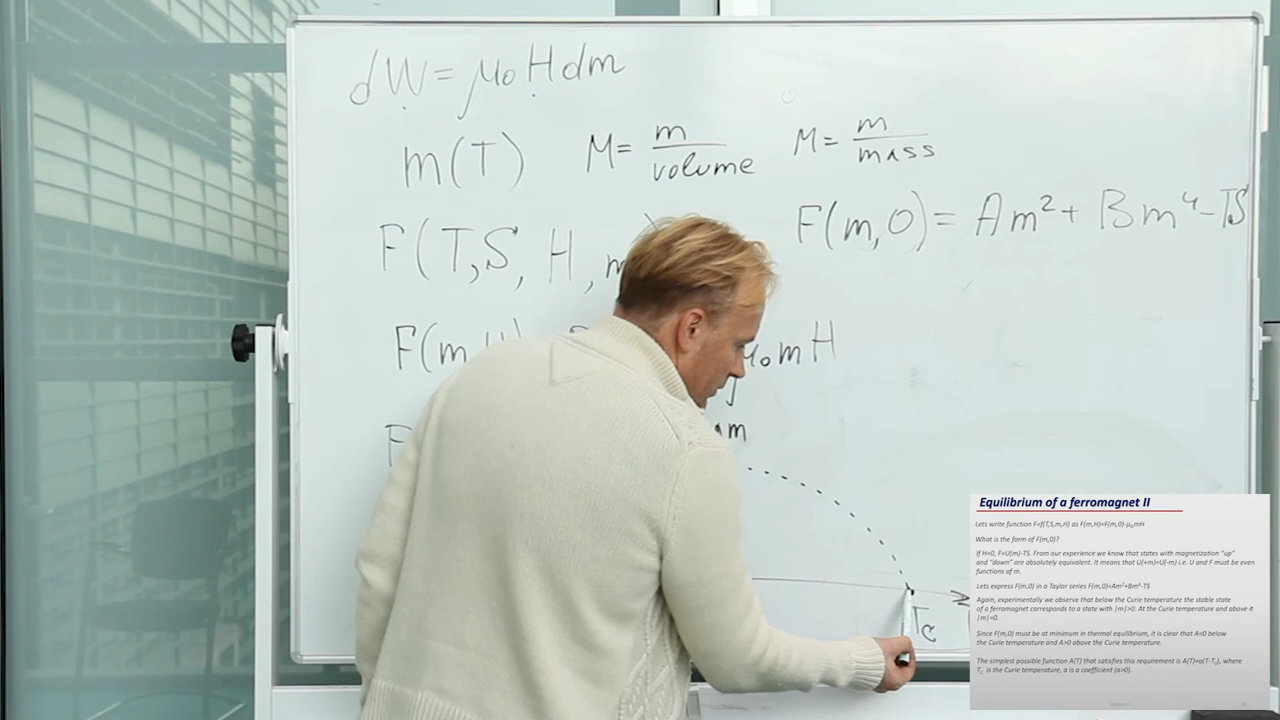 dW = μ₀ H dm
m(T) M = m/volume M = m/mass
F(m,0) = Am² + Bm⁴ - TS
F(T,S, H, m )
F(m μ₀ m H
m
Tc
Equilibrium of a ferromagnet II
Lets write function F=f(T,S,m,H) as F(m,H)=F(m,0)-μ₀mH
What is the form of F(m,0)?
If H=0, F=U(m)-TS. From our experience we know that states with magnetization "up"
and "down" are absolutely equivalent. It means that U(+m)=U(-m) i.e. U and F must be even
functions of m.
Lets express F(m,0) in a Taylor series F(m,0)=Am²+Bm⁴-TS
Again, experimentally we observe that below the Curie temperature the stable state
of a ferromagnet corresponds to a state with |m|>0. At the Curie temperature and above it
|m|=0.
Since F(m,0) must be at minimum in thermal equilibrium, it is clear that A<0 below
the Curie temperature and A>0 above the Curie temperature.
The simplest possible function A(T) that satisfies this requirement is A(T)=a(T-Tc), where
Tc is the Curie temperature, a is a coefficient (a>0).